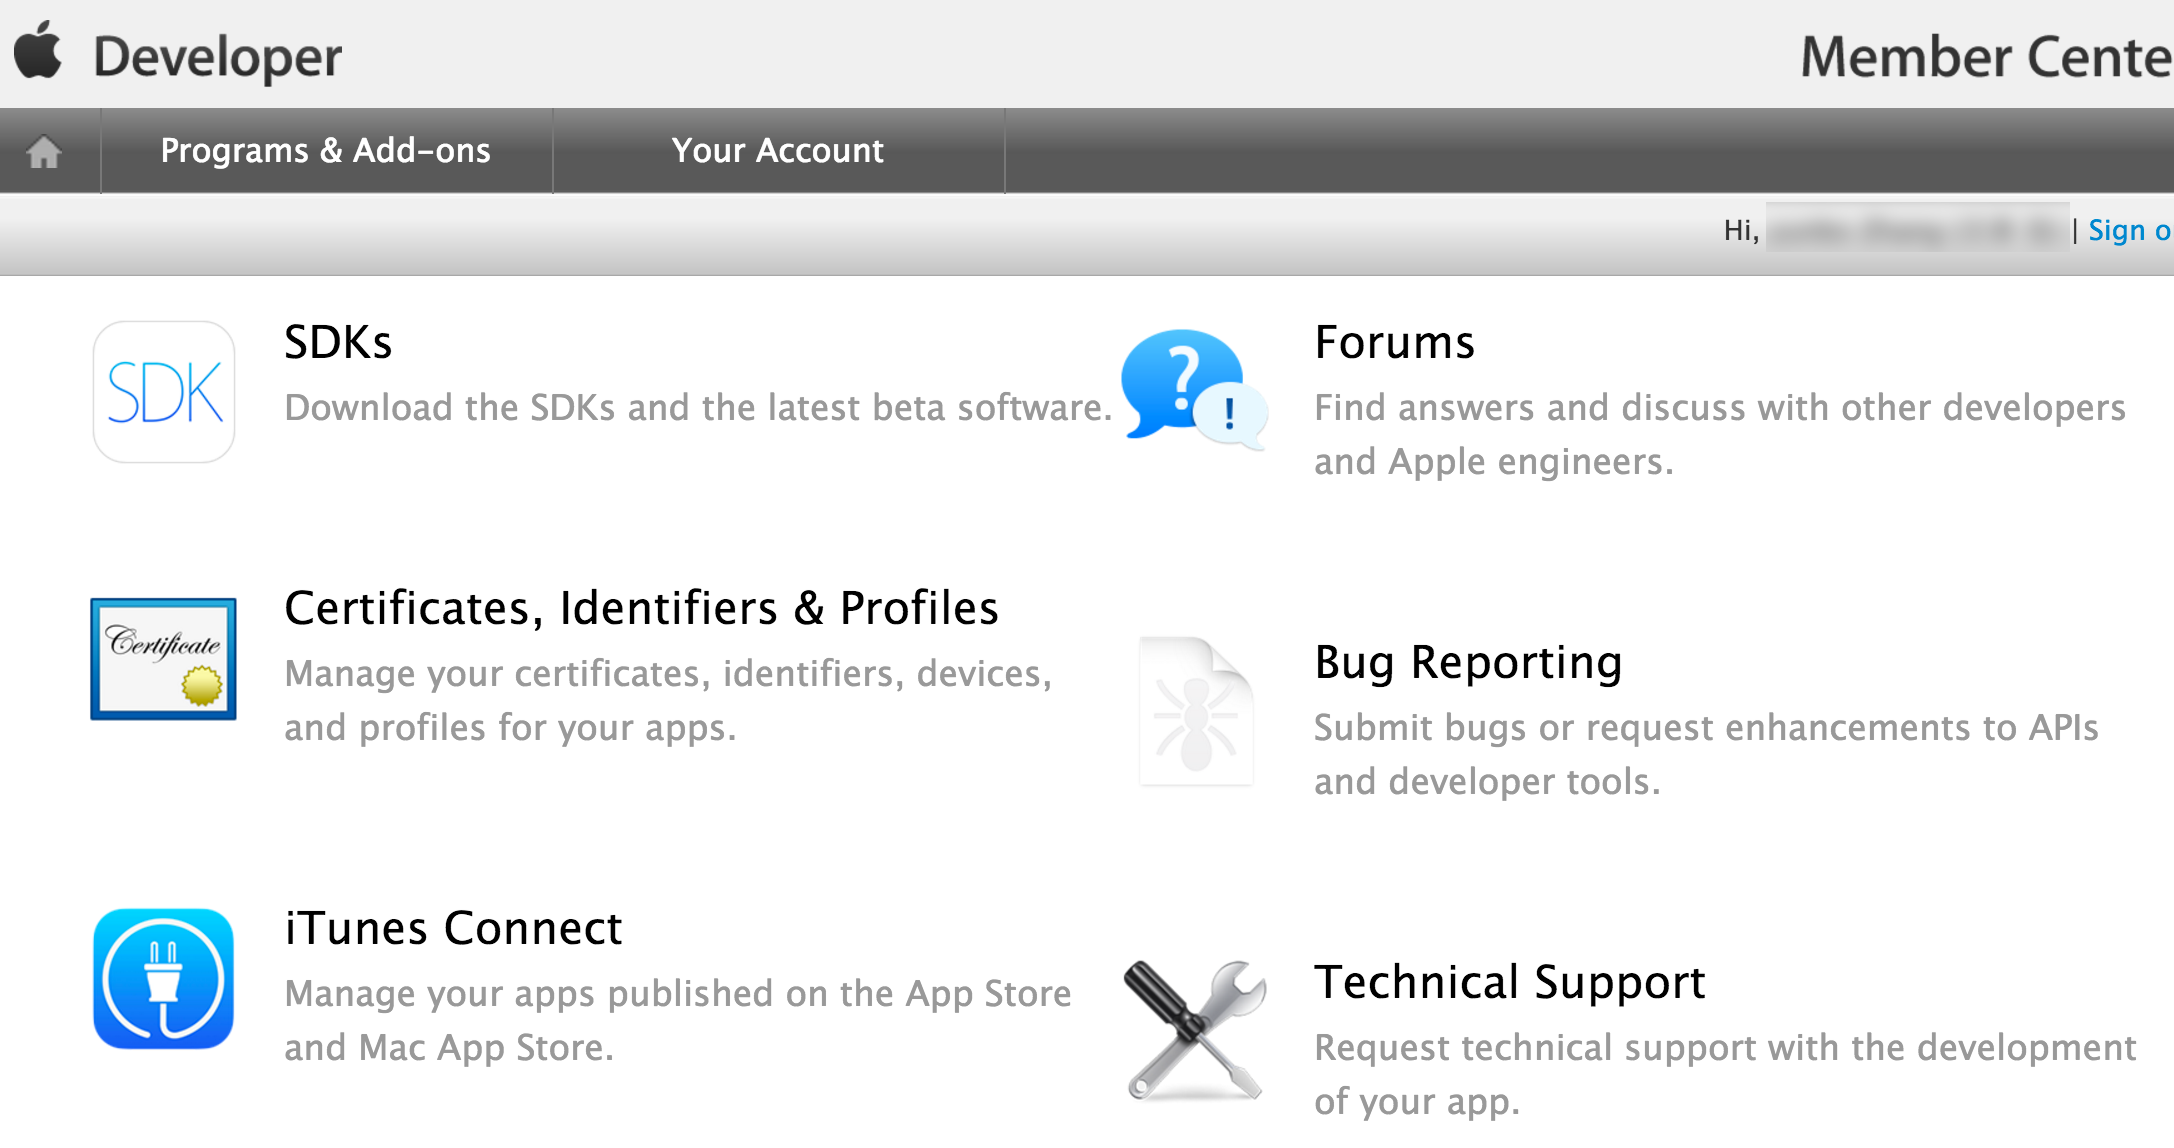 Developer
Member Cente
Programs & Add-ons
Your Account
Hi,
| Sign o
SDK
SDKs
Download the SDKs and the latest beta software.
?
!
Forums
Find answers and discuss with other developers
and Apple engineers.
Certificate
Certificates, Identifiers & Profiles
Manage your certificates, identifiers, devices,
and profiles for your apps.
Bug Reporting
Submit bugs or request enhancements to APIs
and developer tools.
iTunes Connect
Manage your apps published on the App Store
and Mac App Store.
Technical Support
Request technical support with the development
of your app.